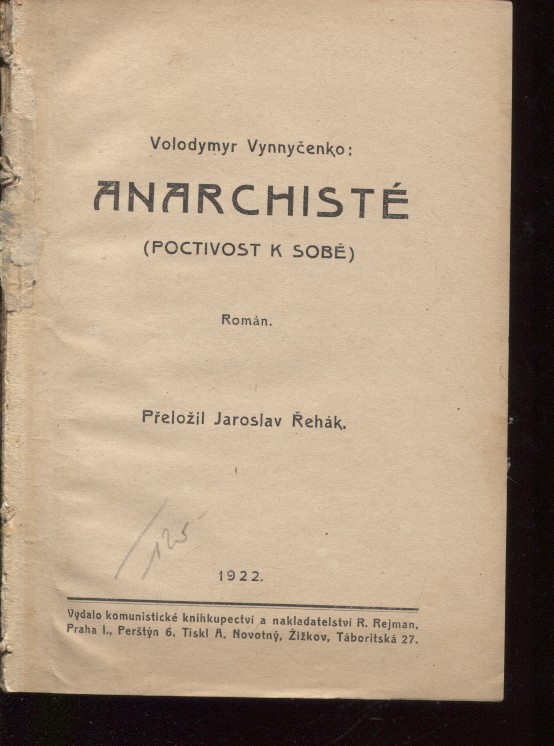 Volodymyr Vynnyčenko:
ANARCHISTÉ
(POCTIVOST K SOBĚ)
Román.
Přeložil Jaroslav Řehák.
125
1922.
Vydalo komunistické knihkupectví a nakladatelství R. Rejman,
Praha I., Perštýn 6. Tiskl A. Novotný, Žižkov, Táboritská 27.